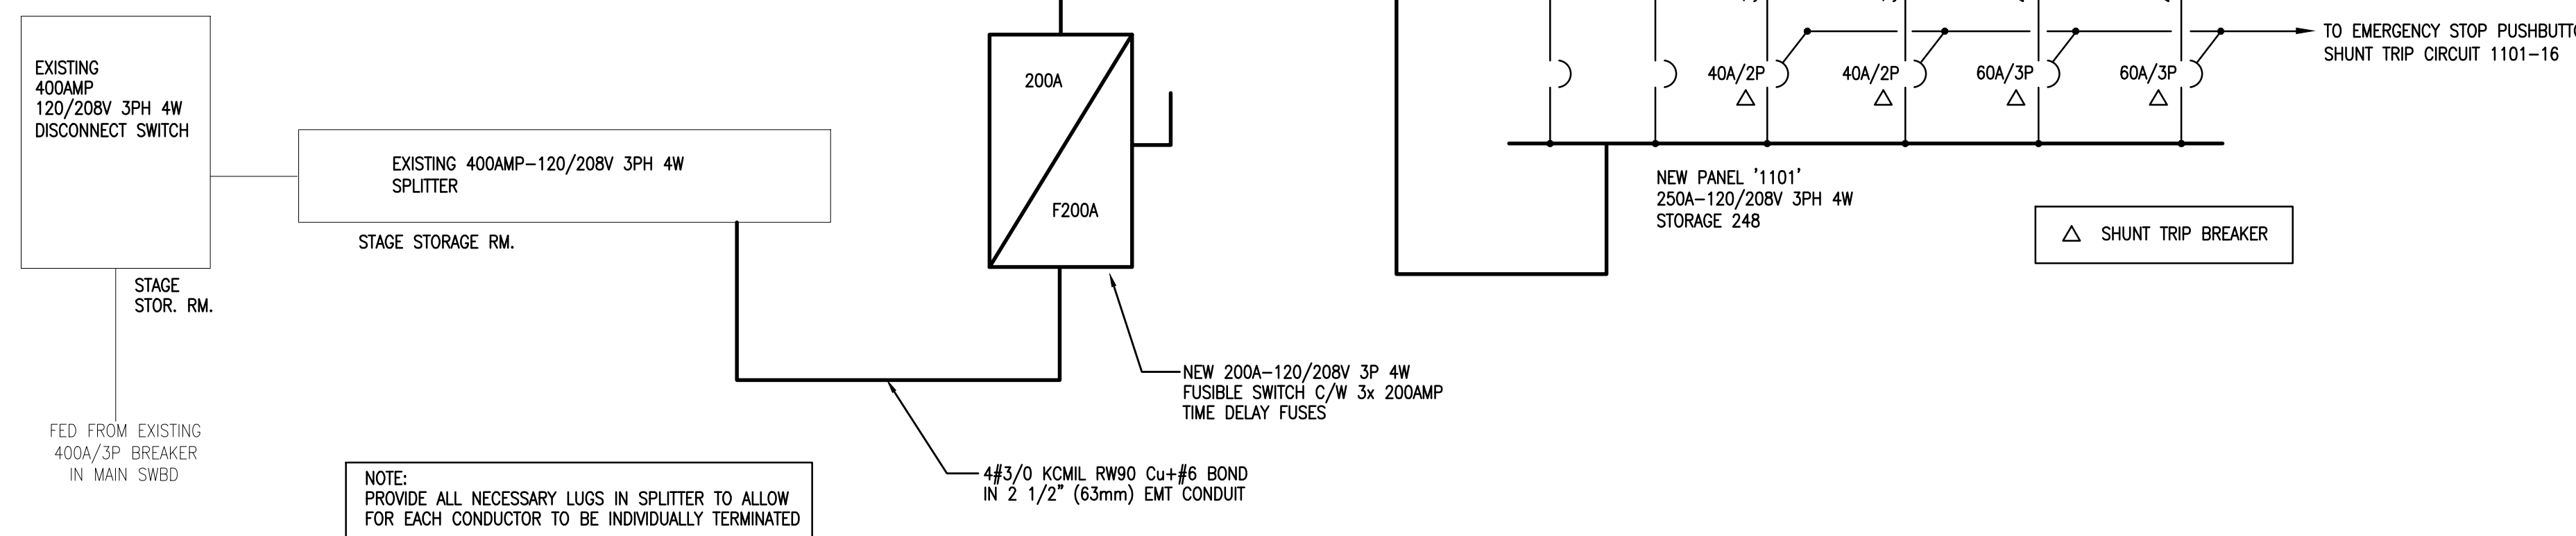 EXISTING
400AMP
120/208V 3PH 4W
DISCONNECT SWITCH
STAGE
STOR. RM.
FED FROM EXISTING
400A/3P BREAKER
IN MAIN SWBD
EXISTING 400AMP-120/208V 3PH 4W
SPLITTER
STAGE STORAGE RM.
NOTE:
PROVIDE ALL NECESSARY LUGS IN SPLITTER TO ALLOW
FOR EACH CONDUCTOR TO BE INDIVIDUALLY TERMINATED
200A
F200A
NEW 200A-120/208V 3P 4W
FUSIBLE SWITCH C/W 3x 200AMP
TIME DELAY FUSES
4#3/0 KCMIL RW90 Cu+#6 BOND
IN 2 1/2" (63mm) EMT CONDUIT
40A/2P
40A/2P
60A/3P
60A/3P
TO EMERGENCY STOP
SHUNT TRIP CIRCUIT 1101-16
NEW PANEL '1101'
250A-120/208V 3PH 4W
STORAGE 248
SHUNT TRIP BREAKER